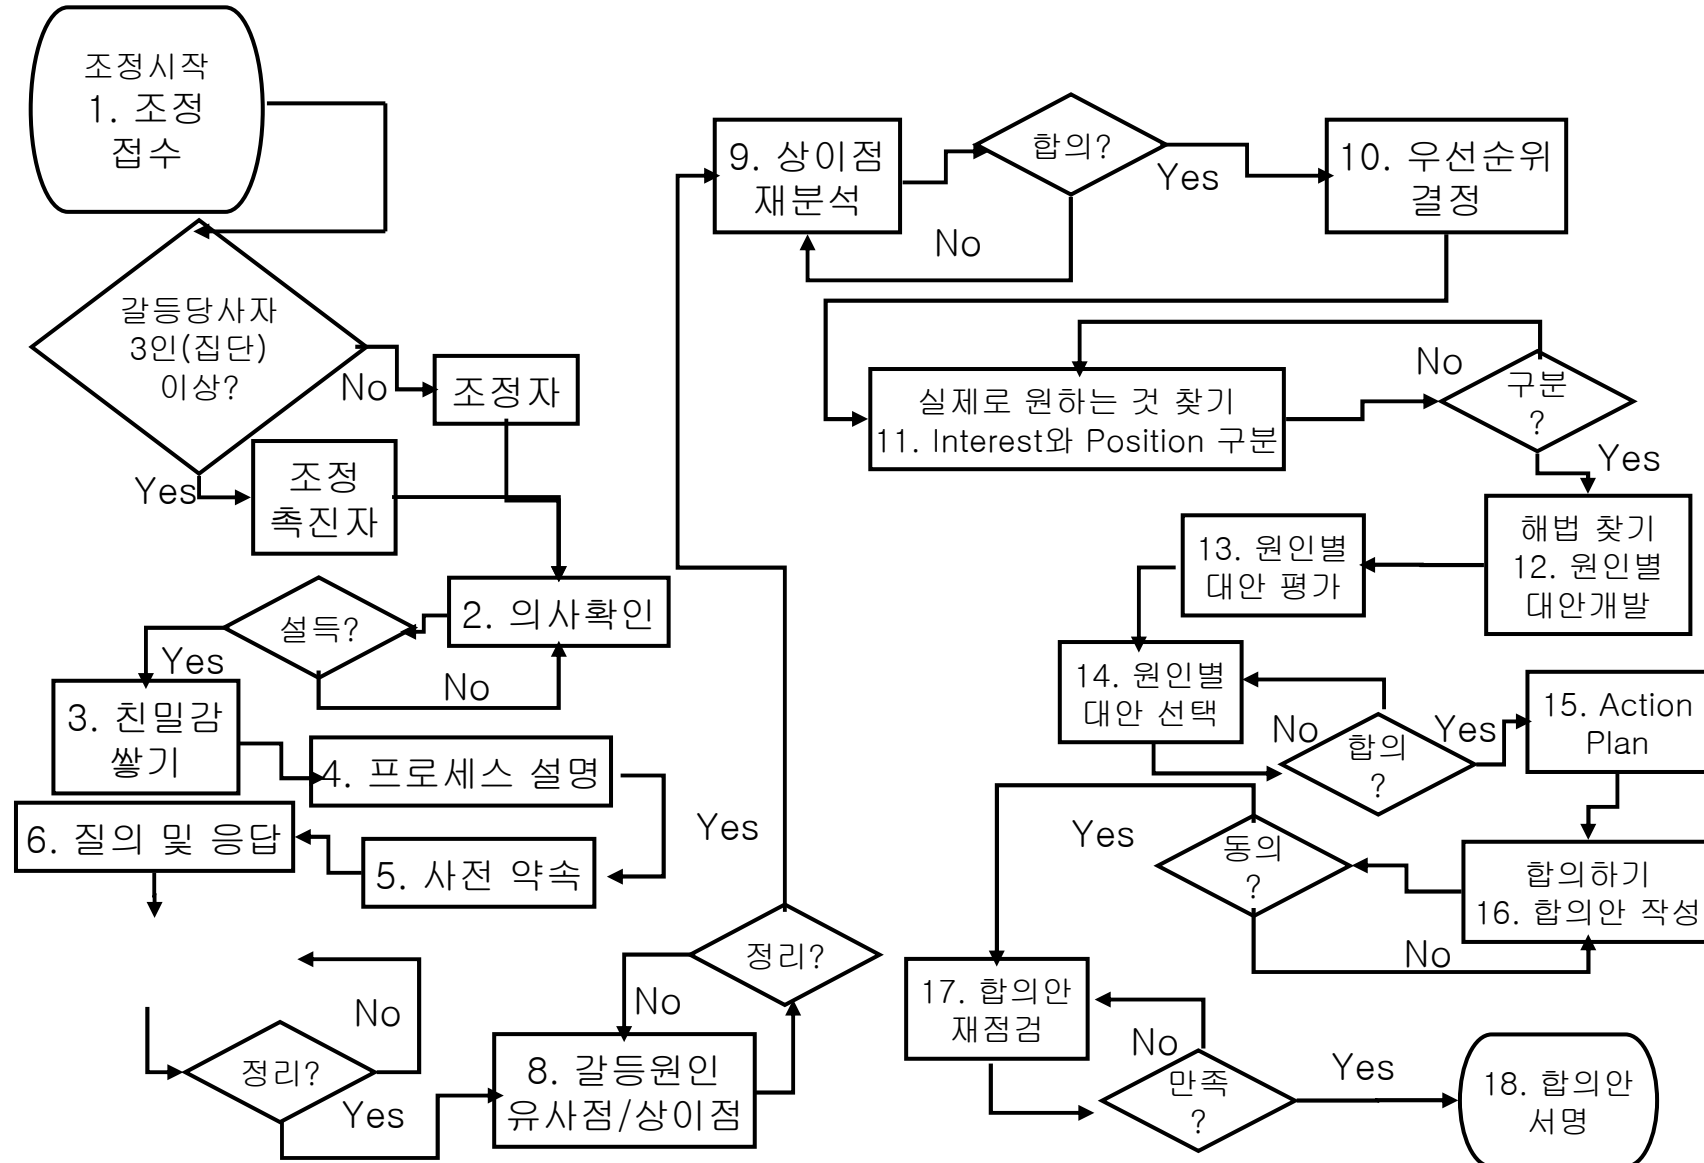 조정시작
1. 조정
접수
갈등당사자
3인(집단)
이상?
No
조정자
Yes
조정
촉진자
2. 의사확인
설득?
Yes
No
3. 친밀감
쌓기
4. 프로세스 설명
5. 사전 약속
6. 질의 및 응답
정리?
No
Yes
8. 갈등원인
유사점/상이점
정리?
No
Yes
9. 상이점
재분석
합의?
No
Yes
10. 우선순위
결정
실제로 원하는 것 찾기
11. Interest와 Position 구분
구분
?
No
Yes
해법 찾기
12. 원인별
대안개발
13. 원인별
대안 평가
14. 원인별
대안 선택
합의
?
No
Yes
15. Action
Plan
합의하기
16. 합의안 작성
동의
?
Yes
No
17. 합의안
재점검
만족
?
No
Yes
18. 합의안
서명